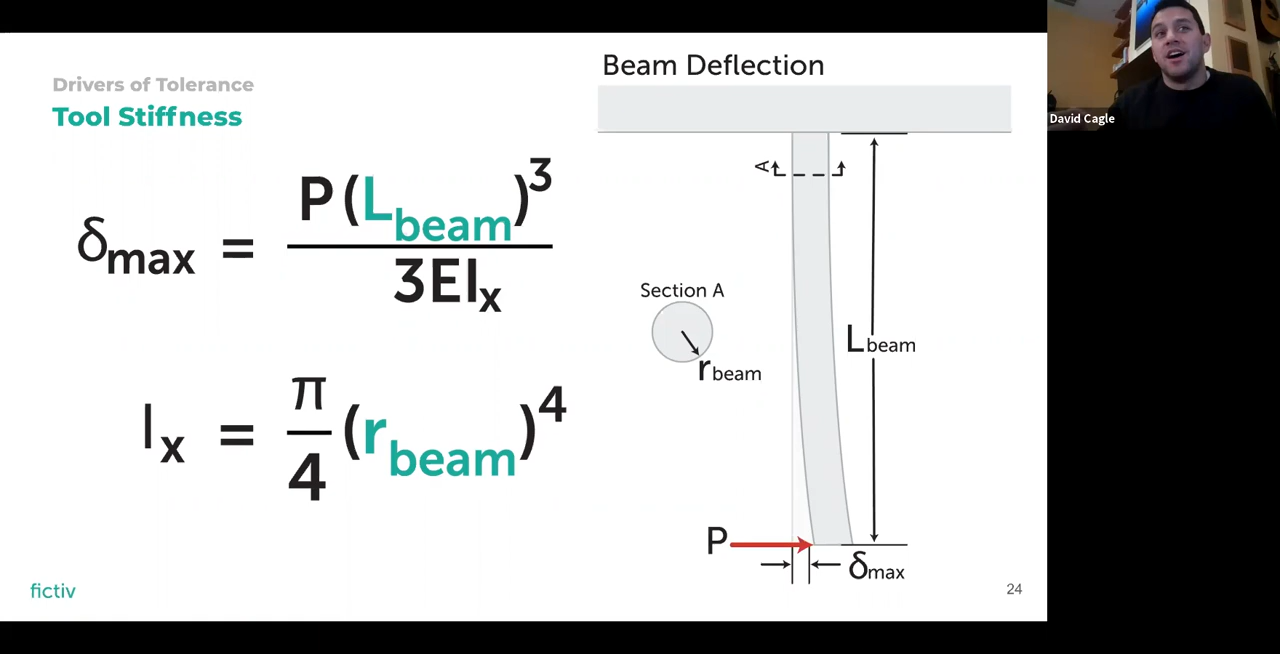 Drivers of Tolerance
Tool Stiffness
δmax = P(Lbeam)³ / 3EIx
Ix = π/4 (rbeam)⁴
Beam Deflection
A
Section A
rbeam
Lbeam
P
δmax
fictiv
24
David Cagle